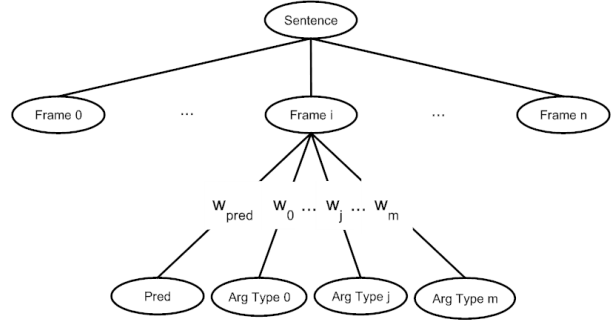 Sentence
Frame 0 ... Frame i ... Frame n
w_pred w_0 ... w_j ... w_m
Pred Arg Type 0 Arg Type j Arg Type m